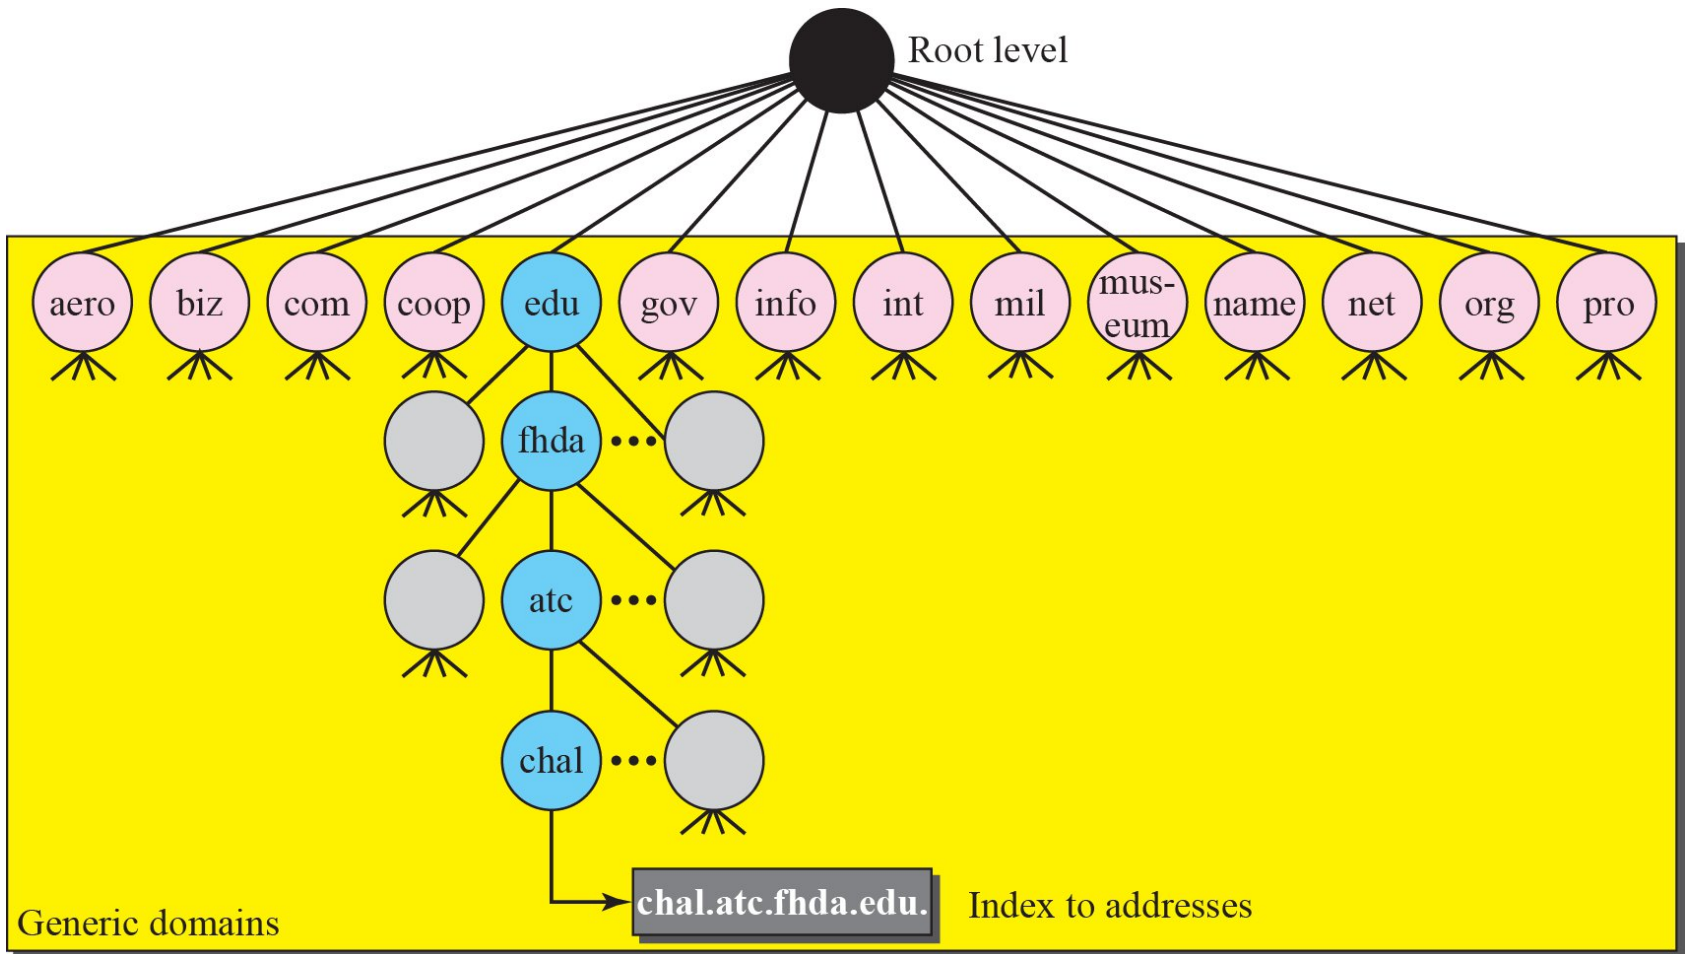 Root level
aero biz com coop edu gov info int mil mus-
eum name net org pro
fhda
atc
chal
chal.atc.fhda.edu. Index to addresses
Generic domains